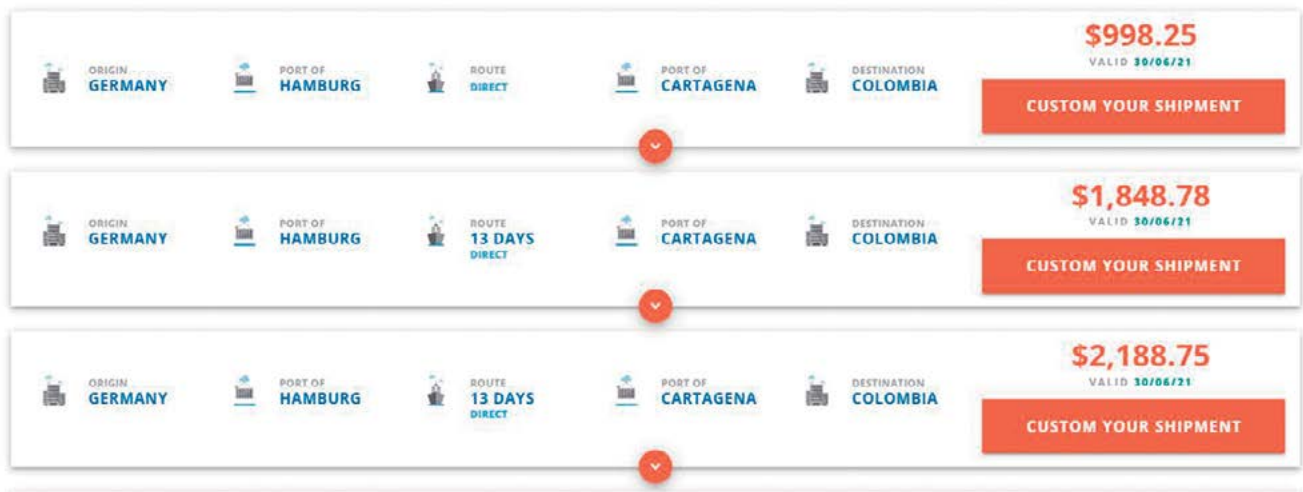 $998.25
VALID 30/06/21
ORIGIN
GERMANY
PORT OF
HAMBURG
ROUTE
DIRECT
PORT OF
CARTAGENA
DESTINATION
COLOMBIA
CUSTOM YOUR SHIPMENT
$1,848.78
VALID 30/06/21
ORIGIN
GERMANY
PORT OF
HAMBURG
ROUTE
13 DAYS
DIRECT
PORT OF
CARTAGENA
DESTINATION
COLOMBIA
CUSTOM YOUR SHIPMENT
$2,188.75
VALID 30/06/21
ORIGIN
GERMANY
PORT OF
HAMBURG
ROUTE
13 DAYS
DIRECT
PORT OF
CARTAGENA
DESTINATION
COLOMBIA
CUSTOM YOUR SHIPMENT